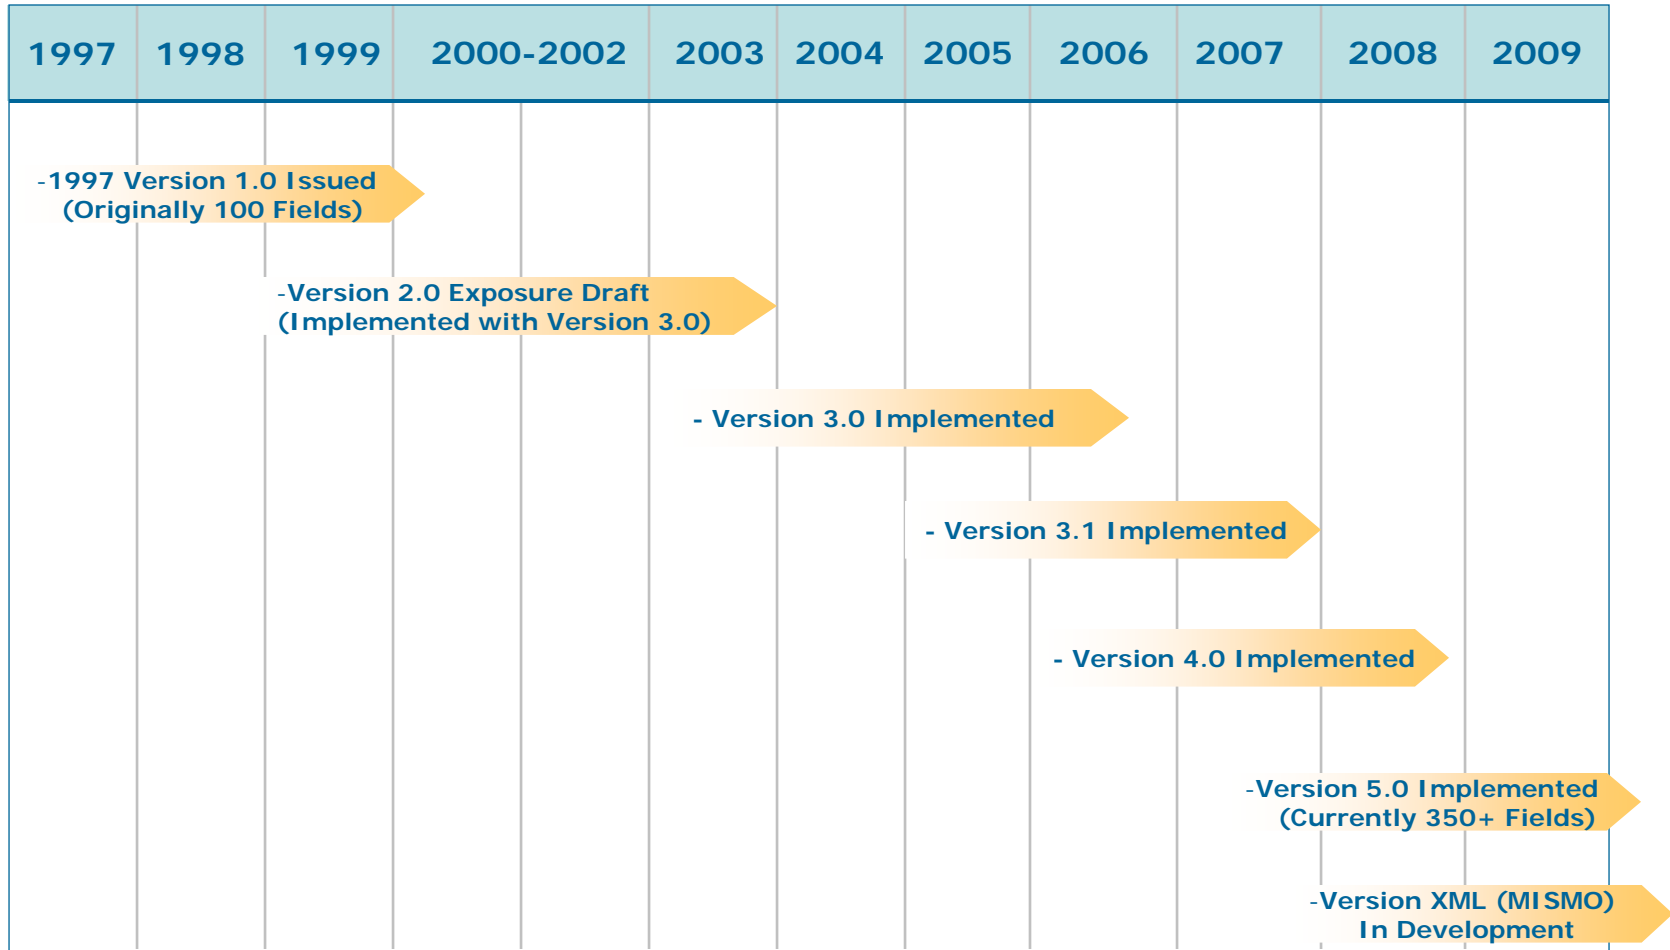 1997 1998 1999 2000-2002 2003 2004 2005 2006 2007 2008 2009
-1997 Version 1.0 Issued
(Originally 100 Fields)
-Version 2.0 Exposure Draft
(Implemented with Version 3.0)
- Version 3.0 Implemented
- Version 3.1 Implemented
- Version 4.0 Implemented
-Version 5.0 Implemented
(Currently 350+ Fields)
-Version XML (MISMO)
In Development